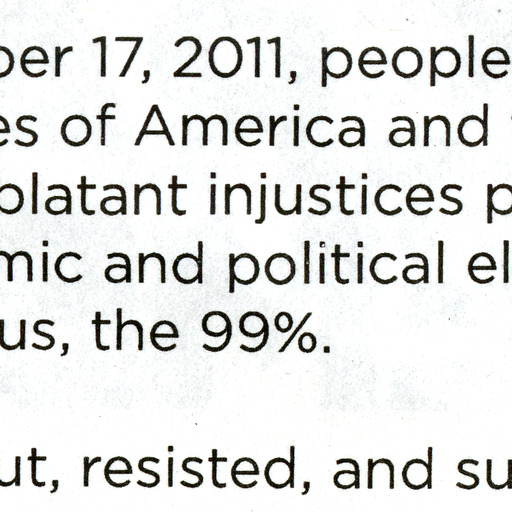 ber 17, 2011, people
es of America and
blatant injustices p
mic and political el
us, the 99%.
ut, resisted, and su